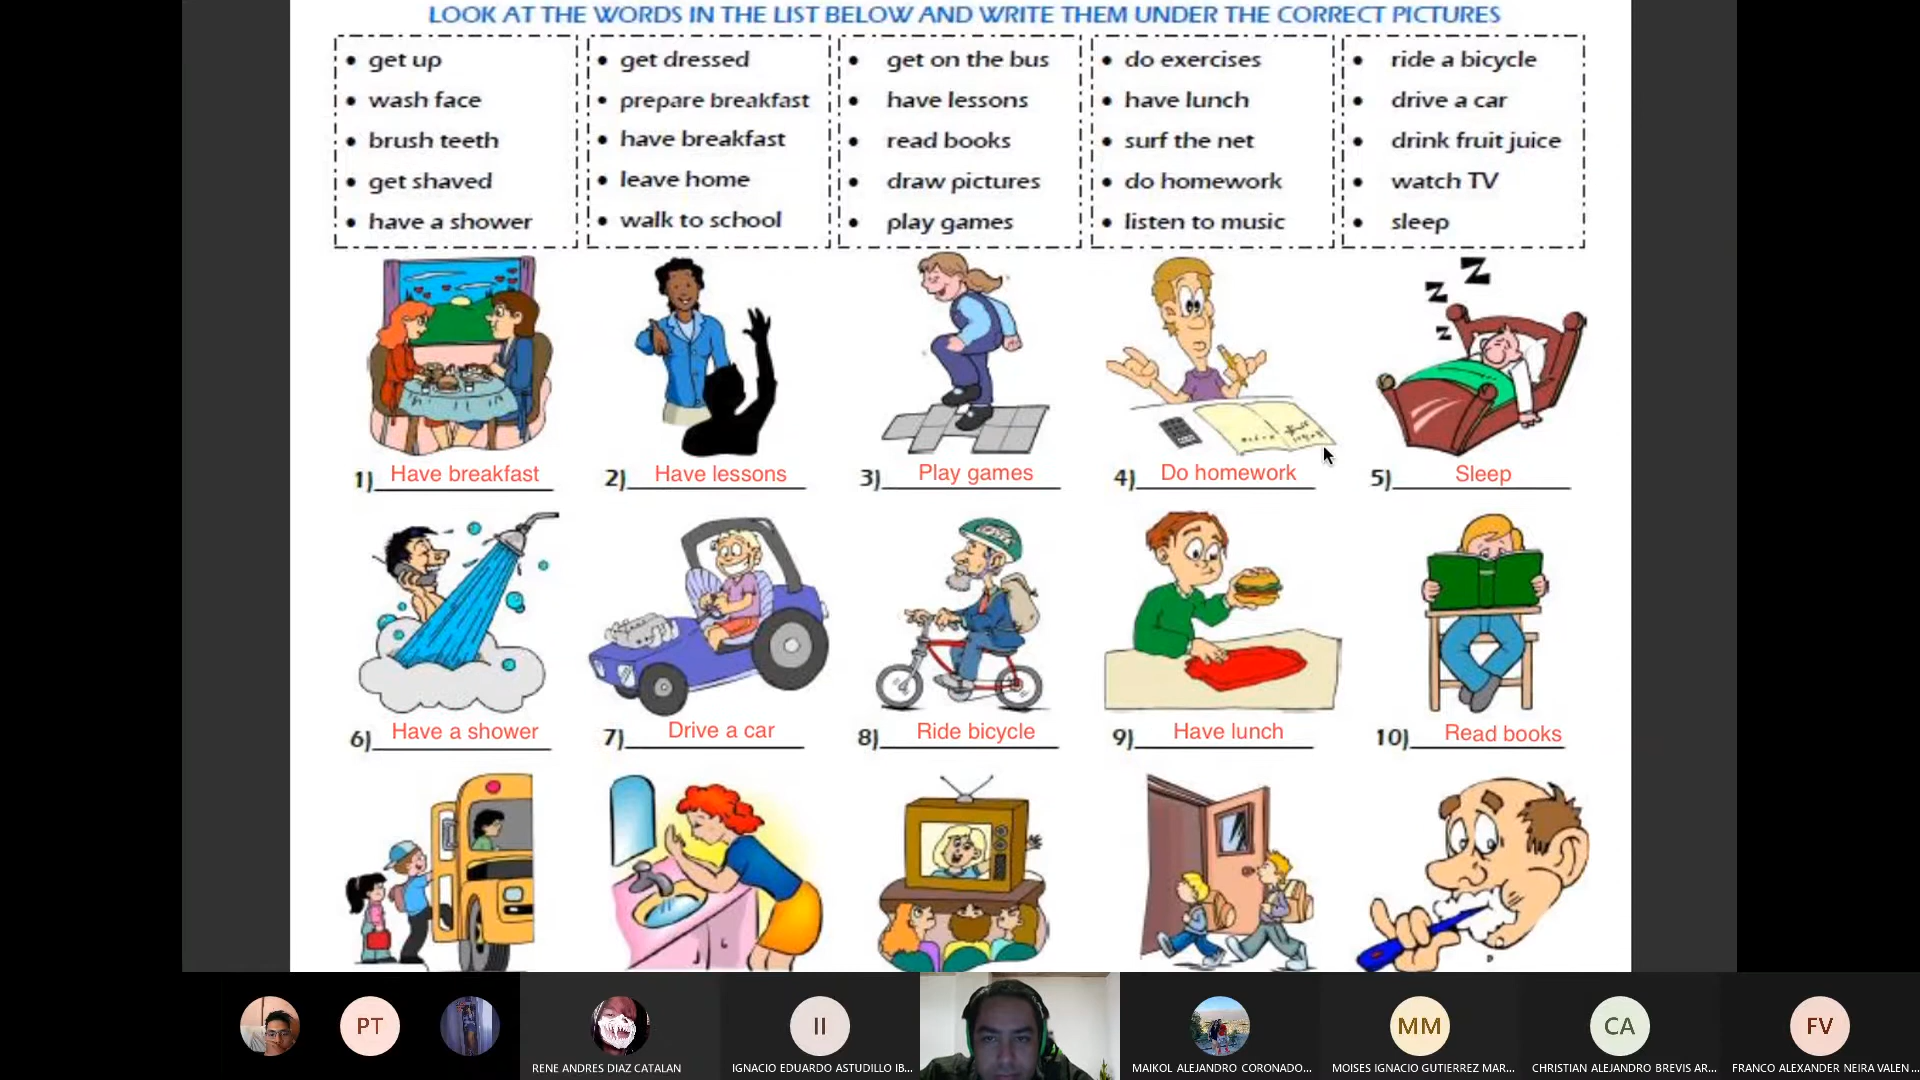 LOOK AT THE WORDS IN THE LIST BELOW AND WRITE THEM UNDER THE CORRECT PICTURES
• get up
• wash face
• brush teeth
• get shaved
• have a shower
• get dressed
• prepare breakfast
• have breakfast
• leave home
• walk to school
• get on the bus
• have lessons
• read books
• draw pictures
• play games
• do exercises
• have lunch
• surf the net
• do homework
• listen to music
• ride a bicycle
• drive a car
• drink fruit juice
• watch TV
• sleep
z z z
1) Have breakfast
2) Have lessons
3) Play games
4) Do homework
5) Sleep
6) Have a shower
7) Drive a car
8) Ride bicycle
9) Have lunch
10) Read books
PT
II
MM
CA
FV
RENE ANDRES DIAZ CATALAN
IGNACIO EDUARDO ASTUDILLO IB...
MAIKOL ALEJANDRO CORONADO...
MOISES IGNACIO GUTIERREZ MAR...
CHRISTIAN ALEJANDRO BREVIS AR...
FRANCO ALEXANDER NEIRA VALEN...